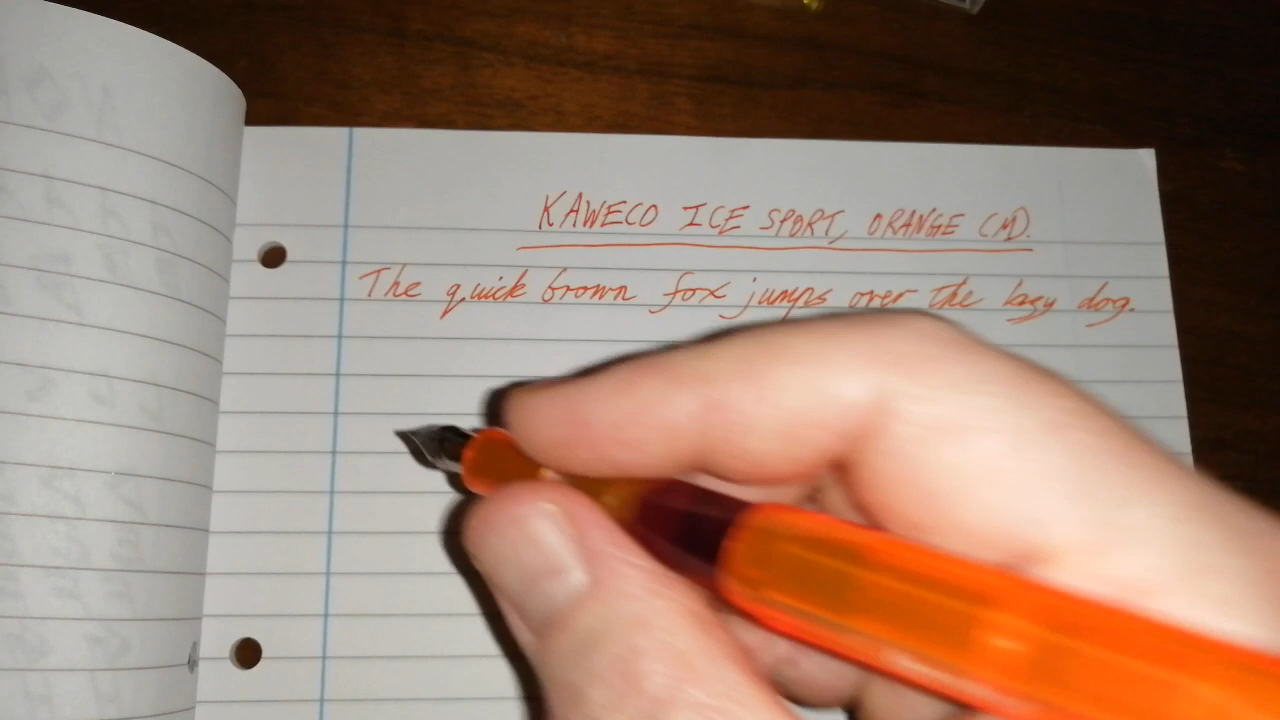 KAWECO ICE SPORT, ORANGE (M).
The quick brown fox jumps over the lazy dog.